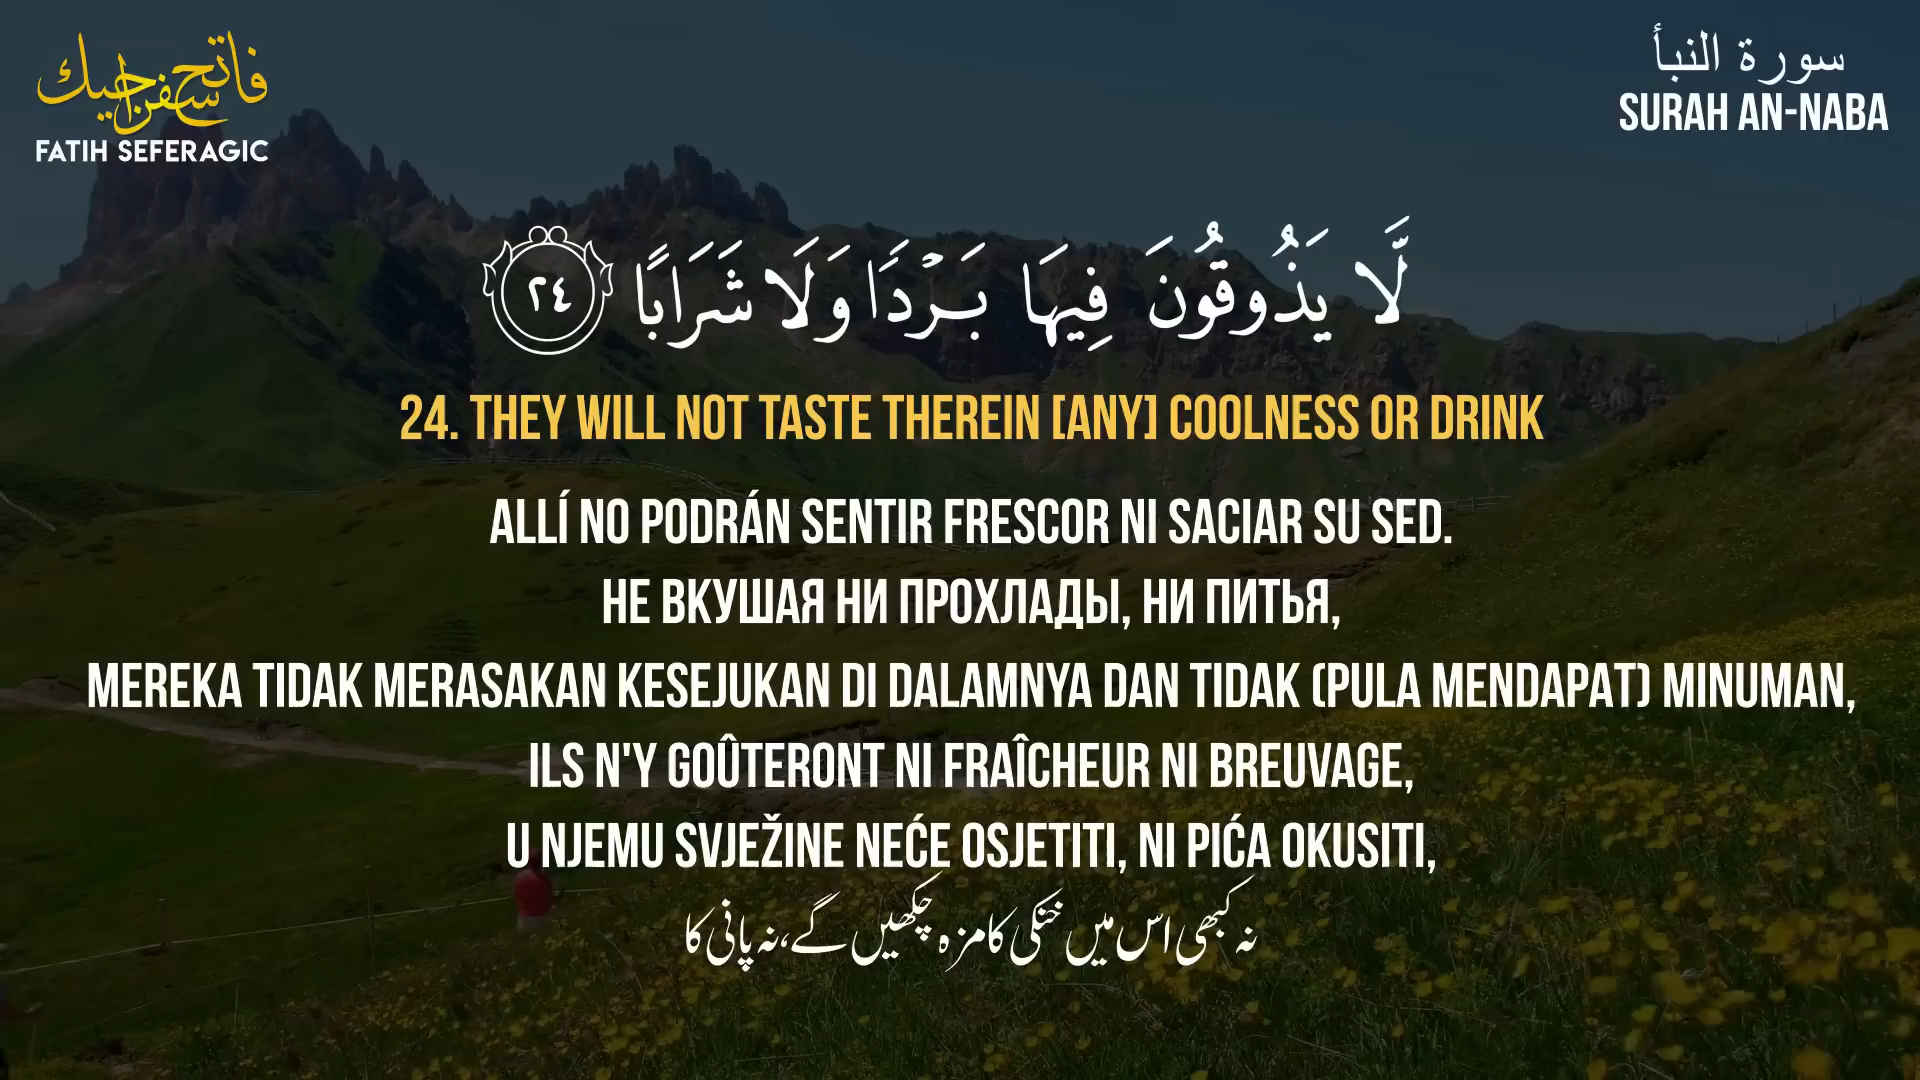 فاتح سفراجيك
FATIH SEFERAGIC
سورة النبأ
SURAH AN-NABA
لَّا يَذُوقُونَ فِيهَا بَرْدًا وَلَا شَرَابًا ٢٤
24. THEY WILL NOT TASTE THEREIN [ANY] COOLNESS OR DRINK
ALLÍ NO PODRÁN SENTIR FRESCOR NI SACIAR SU SED.
НЕ ВКУШАЯ НИ ПРОХЛАДЫ, НИ ПИТЬЯ,
MEREKA TIDAK MERASAKAN KESEJUKAN DI DALAMNYA DAN TIDAK (PULA MENDAPAT) MINUMAN,
ILS N'Y GOÛTERONT NI FRAÎCHEUR NI BREUVAGE,
U NJEMU SVJEŽINE NEĆE OSJETITI, NI PIĆA OKUSITI,
نہ کبھی اس میں خنکی کا مزہ چکھیں گے، نہ پانی کا